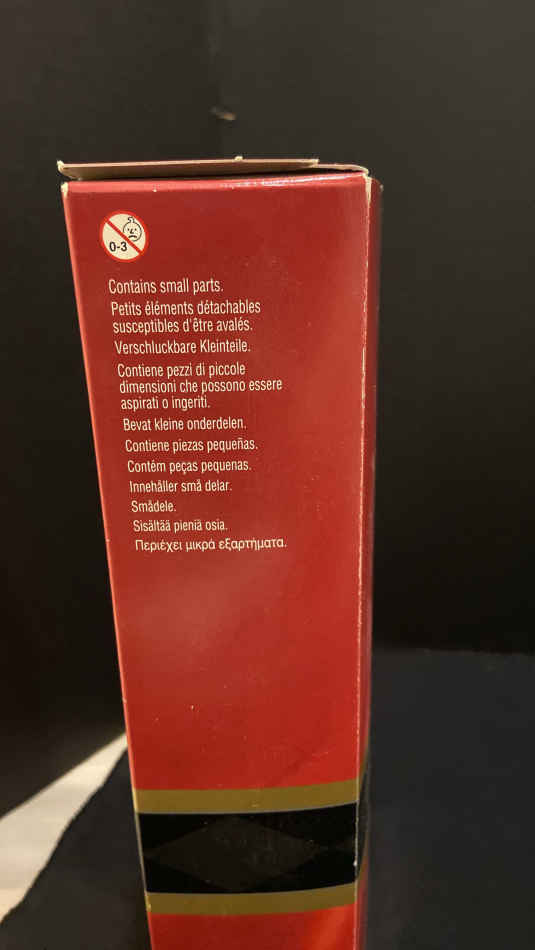 0-3
Contains small parts.
Petits éléments détachables
susceptibles d'être avalés.
Verschluckbare Kleinteile.
Contiene pezzi di piccole
dimensioni che possono essere
aspirati o ingeriti.
Bevat kleine onderdelen.
Contiene piezas pequeñas.
Contém peças pequenas.
Innehåller små delar.
Smådele.
Sisältää pieniä osia.
Περιέχει μικρά εξαρτήματα.